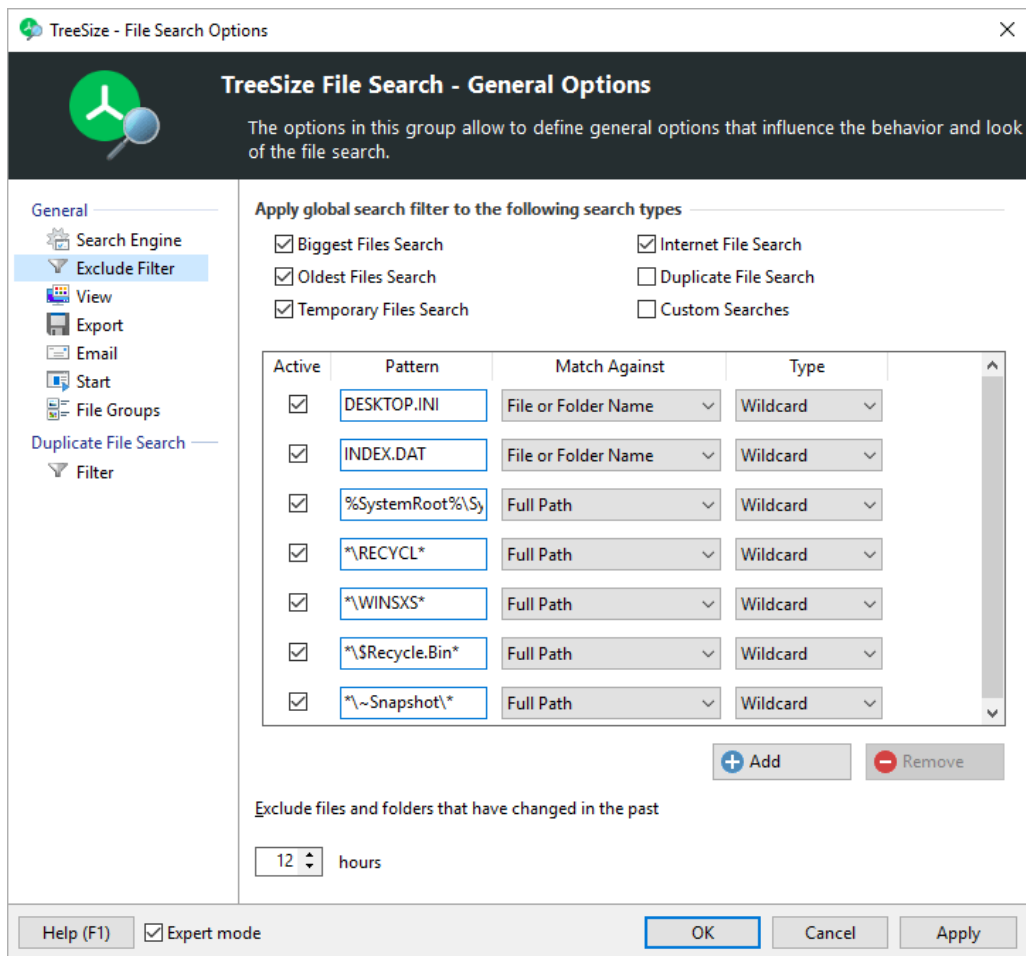 TreeSize - File Search Options
TreeSize File Search - General Options
The options in this group allow to define general options that influence the behavior and look
of the file search.
General
Search Engine
Exclude Filter
View
Export
Email
Start
File Groups
Duplicate File Search
Filter
Apply global search filter to the following search types
Biggest Files Search
Internet File Search
Oldest Files Search
Duplicate File Search
Temporary Files Search
Custom Searches
Active Pattern Match Against Type
DESKTOP.INI File or Folder Name Wildcard
INDEX.DAT File or Folder Name Wildcard
%SystemRoot%\Sy Full Path Wildcard
*\RECYCL* Full Path Wildcard
*\WINSXS* Full Path Wildcard
*\$Recycle.Bin* Full Path Wildcard
*\~Snapshot\* Full Path Wildcard
Add Remove
Exclude files and folders that have changed in the past
12 hours
Help (F1) Expert mode OK Cancel Apply